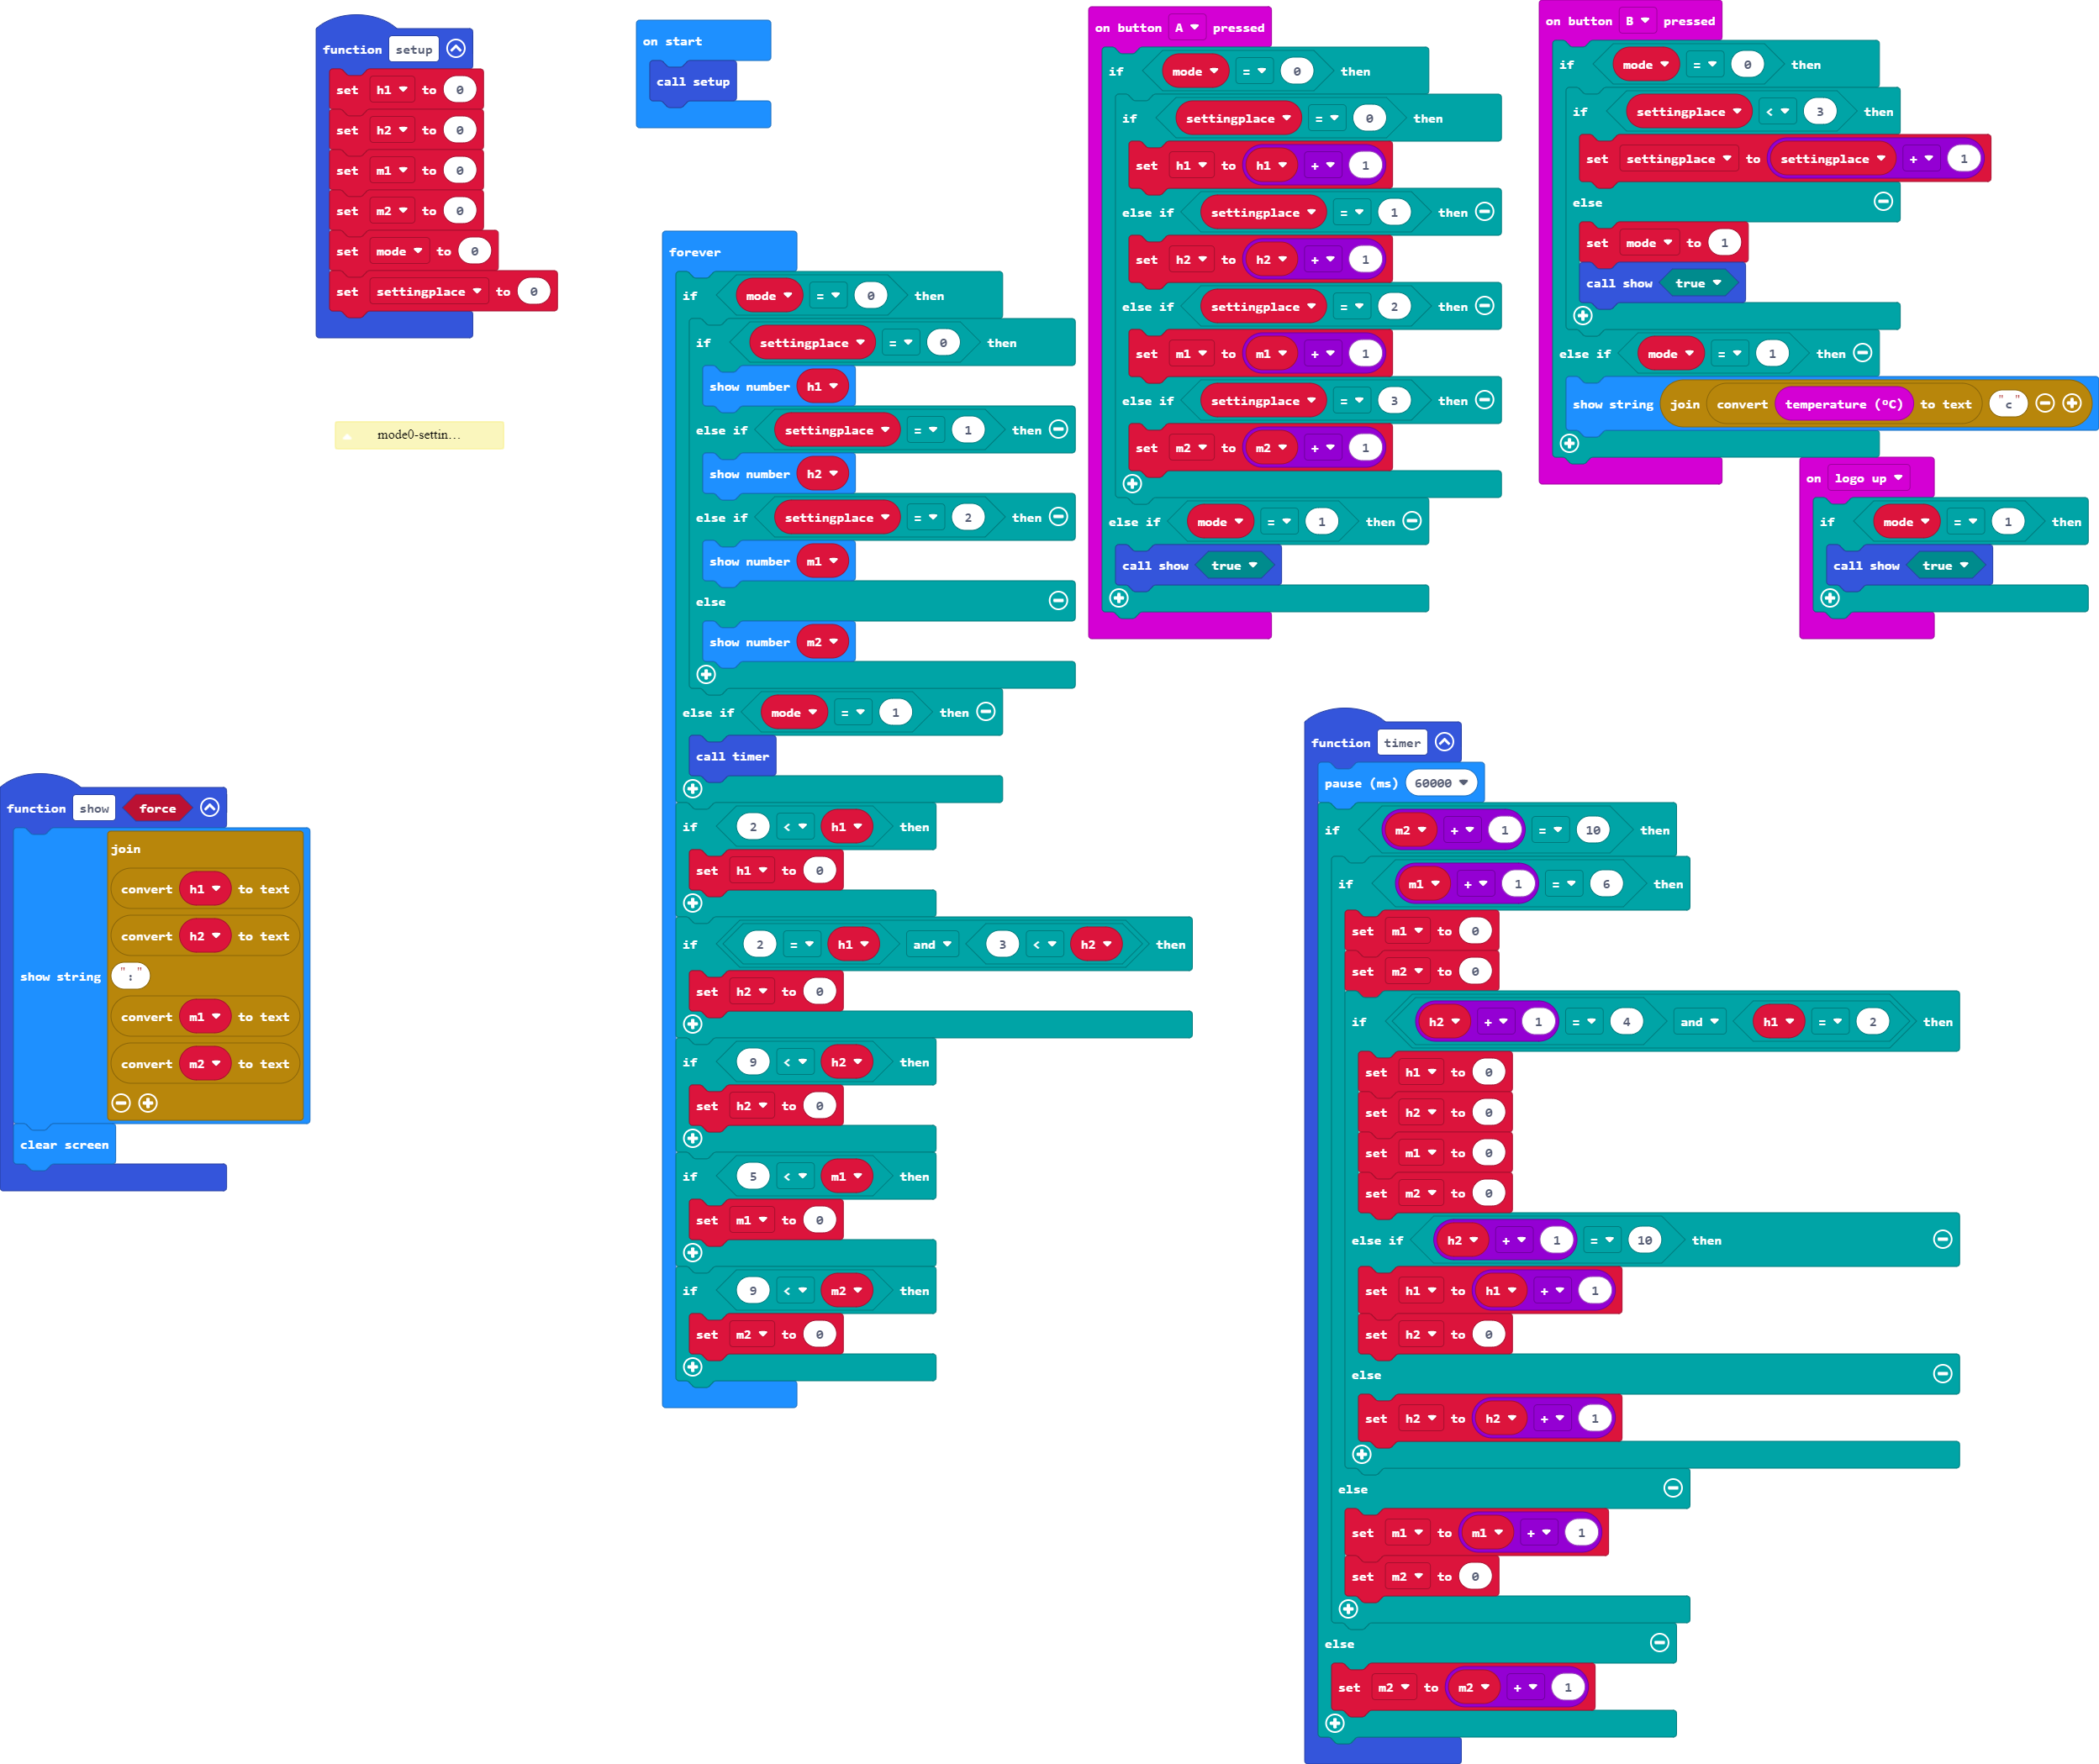 function setup
set h1 to 0
set h2 to 0
set m1 to 0
set m2 to 0
set mode to 0
set settingplace to 0
on start
call setup
mode0-settin…
function show force
show string
join
convert h1 to text
convert h2 to text
":"
convert m1 to text
convert m2 to text
clear screen
forever
if mode = 0 then
if settingplace = 0 then
show number h1
else if settingplace = 1 then
show number h2
else if settingplace = 2 then
show number m1
else
show number m2
else if mode = 1 then
call timer
if 2 < h1 then
set h1 to 0
if 2 = h1 and 3 < h2 then
set h2 to 0
if 9 < h2 then
set h2 to 0
if 5 < m1 then
set m1 to 0
if 9 < m2 then
set m2 to 0
on button A pressed
if mode = 0 then
if settingplace = 0 then
set h1 to h1 + 1
else if settingplace = 1 then
set h2 to h2 + 1
else if settingplace = 2 then
set m1 to m1 + 1
else if settingplace = 3 then
set m2 to m2 + 1
else if mode = 1 then
call show true
on button B pressed
if mode = 0 then
if settingplace < 3 then
set settingplace to settingplace + 1
else
set mode to 1
call show true
else if mode = 1 then
show string join convert temperature (°C) to text "c"
on logo up
if mode = 1 then
call show true
function timer
pause (ms) 60000
if m2 + 1 = 10 then
if m1 + 1 = 6 then
set m1 to 0
set m2 to 0
if h2 + 1 = 4 and h1 = 2 then
set h1 to 0
set h2 to 0
set m1 to 0
set m2 to 0
else if h2 + 1 = 10 then
set h1 to h1 + 1
set h2 to 0
else
set h2 to h2 + 1
else
set m1 to m1 + 1
set m2 to 0
else
set m2 to m2 + 1